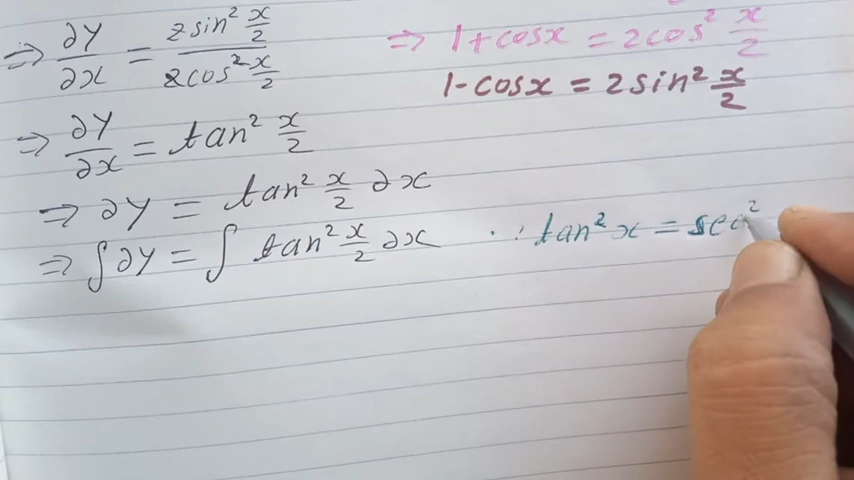 ⇒ ∂y/∂x = 2sin² x/2 / 2cos² x/2
⇒ 1+cosx = 2cos² x/2
1-cosx = 2sin² x/2
⇒ ∂y/∂x = tan² x/2
⇒ ∂y = tan² x/2 ∂x
⇒ ∫∂y = ∫ tan² x/2 ∂x
∵ tan²x = sec²